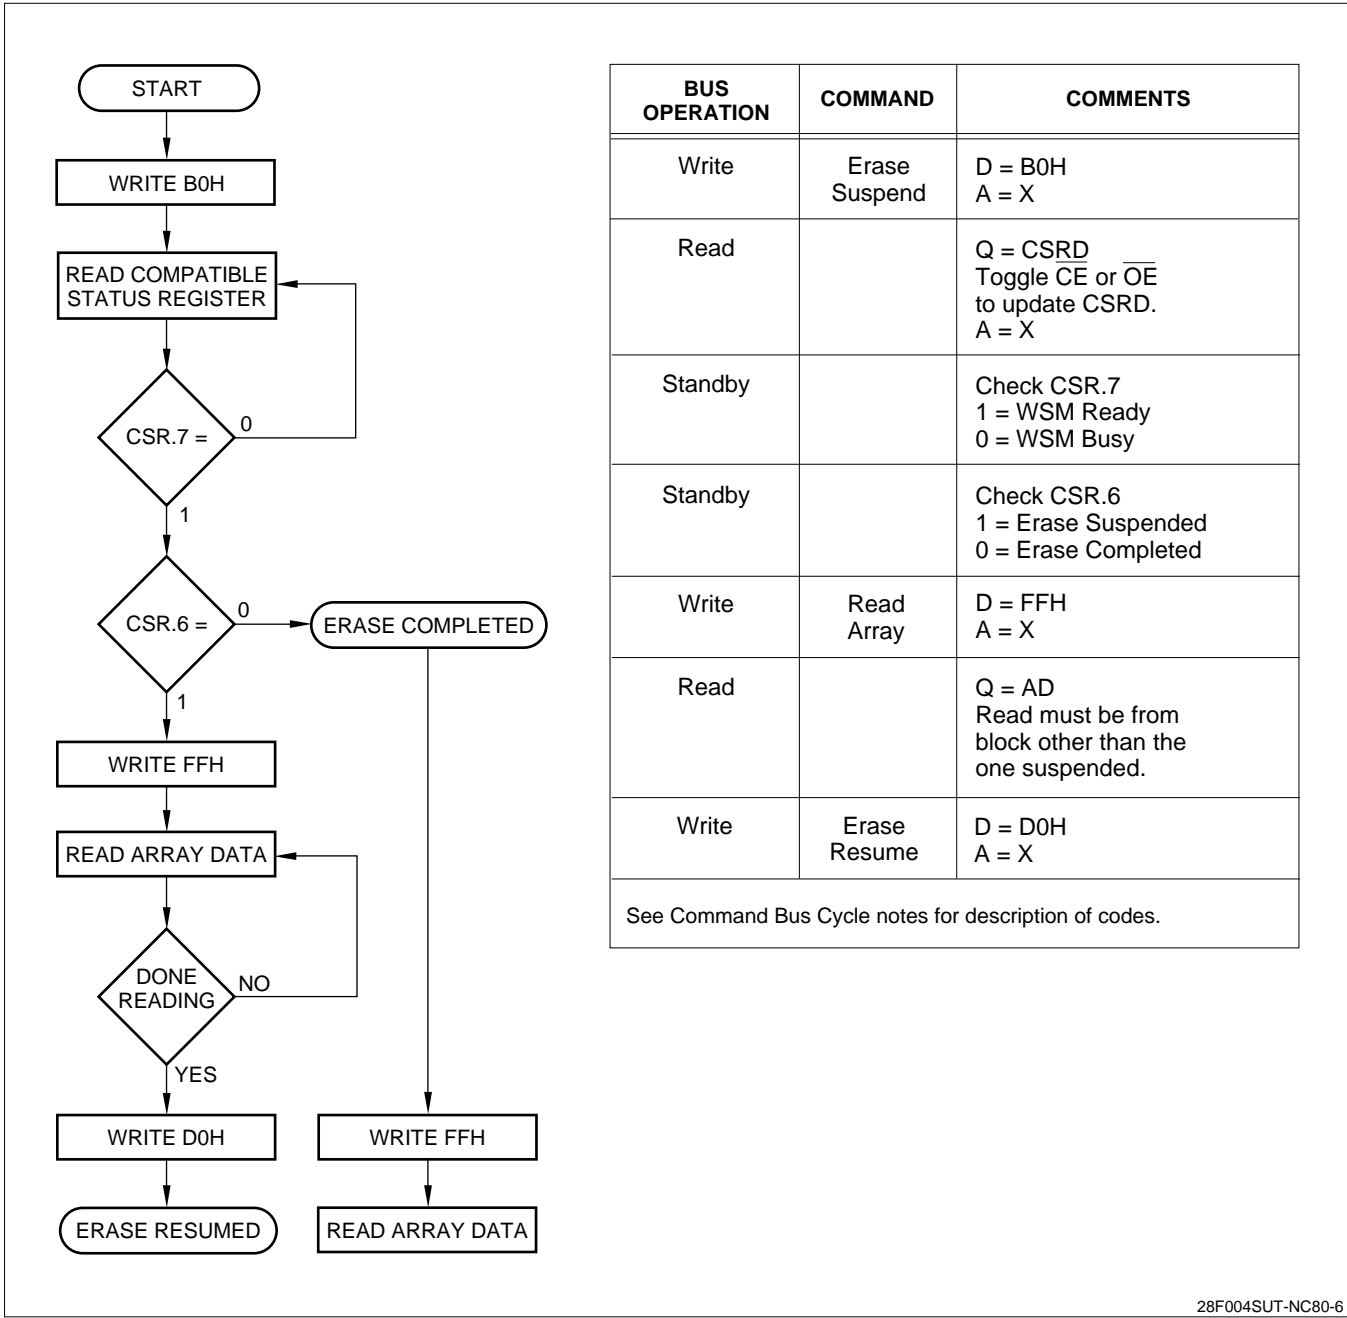 START
WRITE B0H
READ COMPATIBLE
STATUS REGISTER
CSR.7 =
0
1
CSR.6 =
0
ERASE COMPLETED
1
WRITE FFH
READ ARRAY DATA
DONE
READING
NO
YES
WRITE D0H
WRITE FFH
ERASE RESUMED
READ ARRAY DATA
BUS
OPERATION
COMMAND
COMMENTS
Write
Erase
Suspend
D = B0H
A = X
Read
Q = CSRD
Toggle C̅E̅ or O̅E̅
to update CSRD.
A = X
Standby
Check CSR.7
1 = WSM Ready
0 = WSM Busy
Standby
Check CSR.6
1 = Erase Suspended
0 = Erase Completed
Write
Read
Array
D = FFH
A = X
Read
Q = AD
Read must be from
block other than the
one suspended.
Write
Erase
Resume
D = D0H
A = X
See Command Bus Cycle notes for description of codes.
28F004SUT-NC80-6